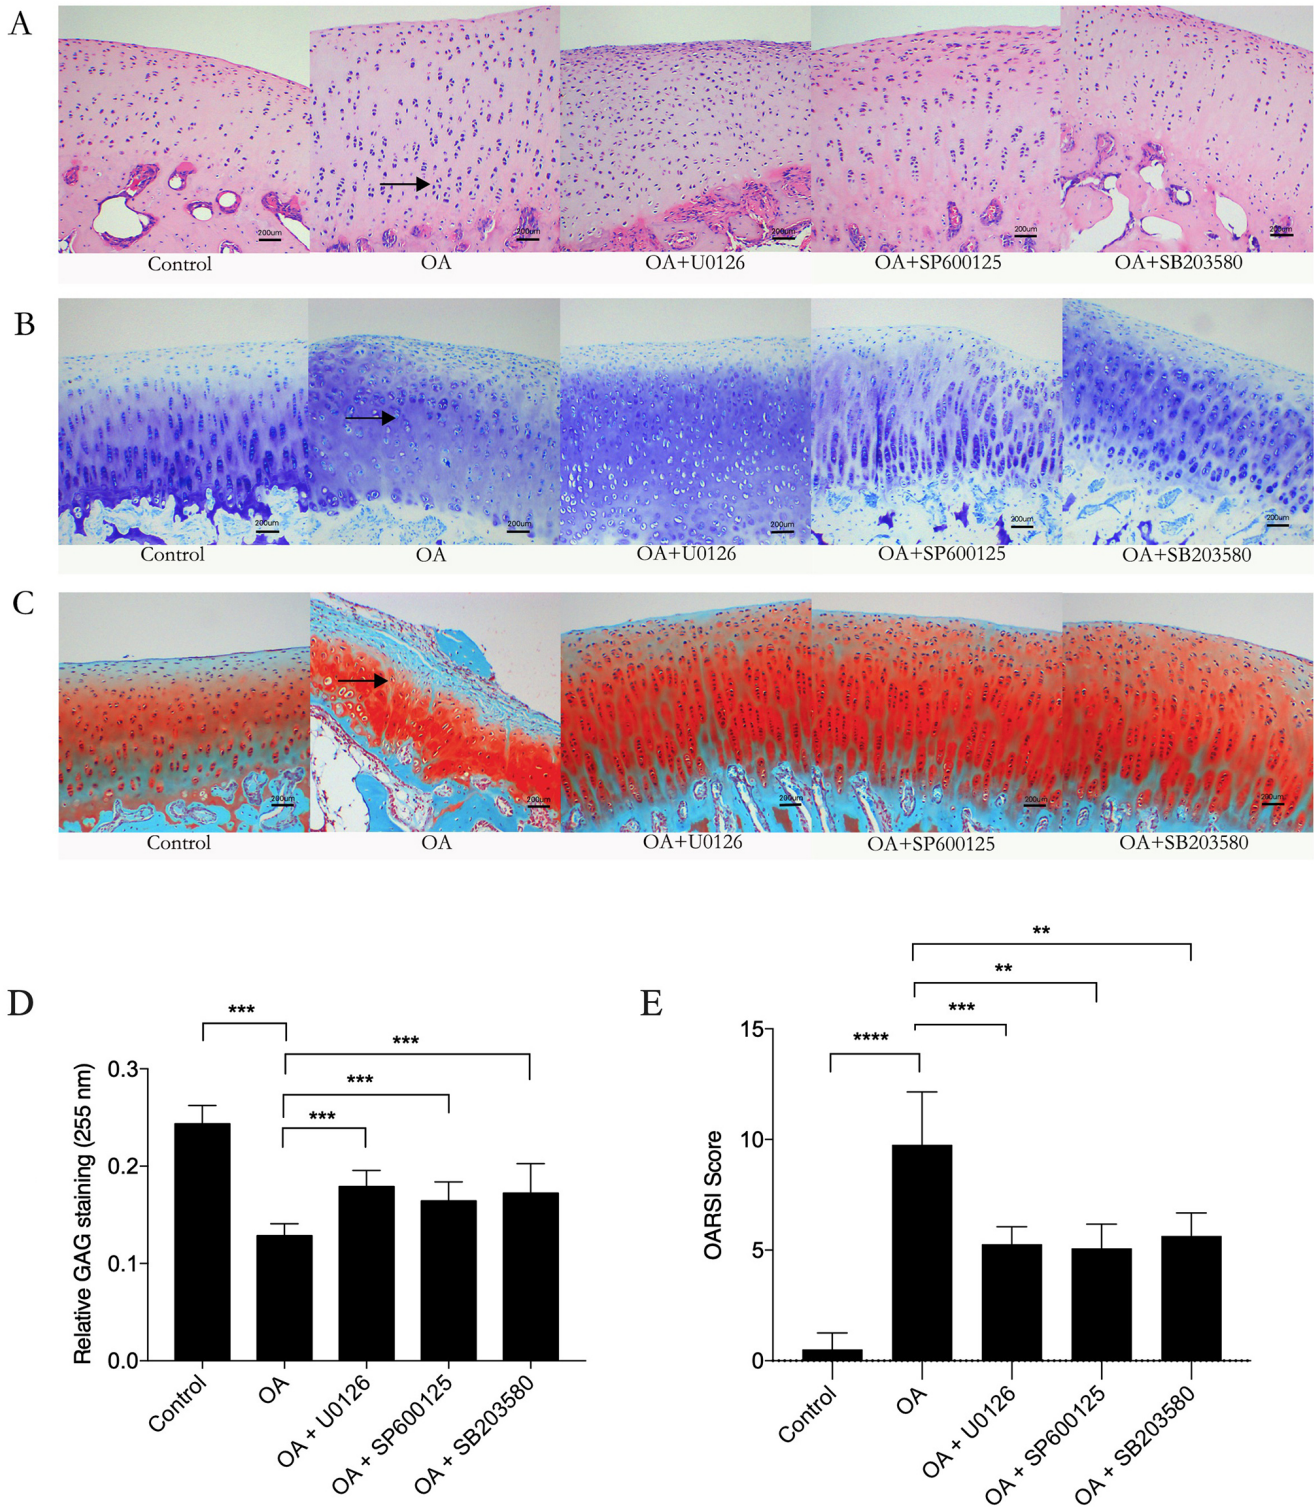 A
200um 200um 200um 200um 200um
Control OA OA+U0126 OA+SP600125 OA+SB203580
B
200um 200um 200um 200um 200um
Control OA OA+U0126 OA+SP600125 OA+SB203580
C
200um 200um 200um 200um 200um
Control OA OA+U0126 OA+SP600125 OA+SB203580
D
***
***
***
***
Relative GAG staining (255 nm)
0.3
0.2
0.1
0.0
Control
OA
OA + U0126
OA + SP600125
OA + SB203580
E
**
**
***
****
OARSI Score
15
10
5
0
Control
OA
OA + U0126
OA + SP600125
OA + SB203580